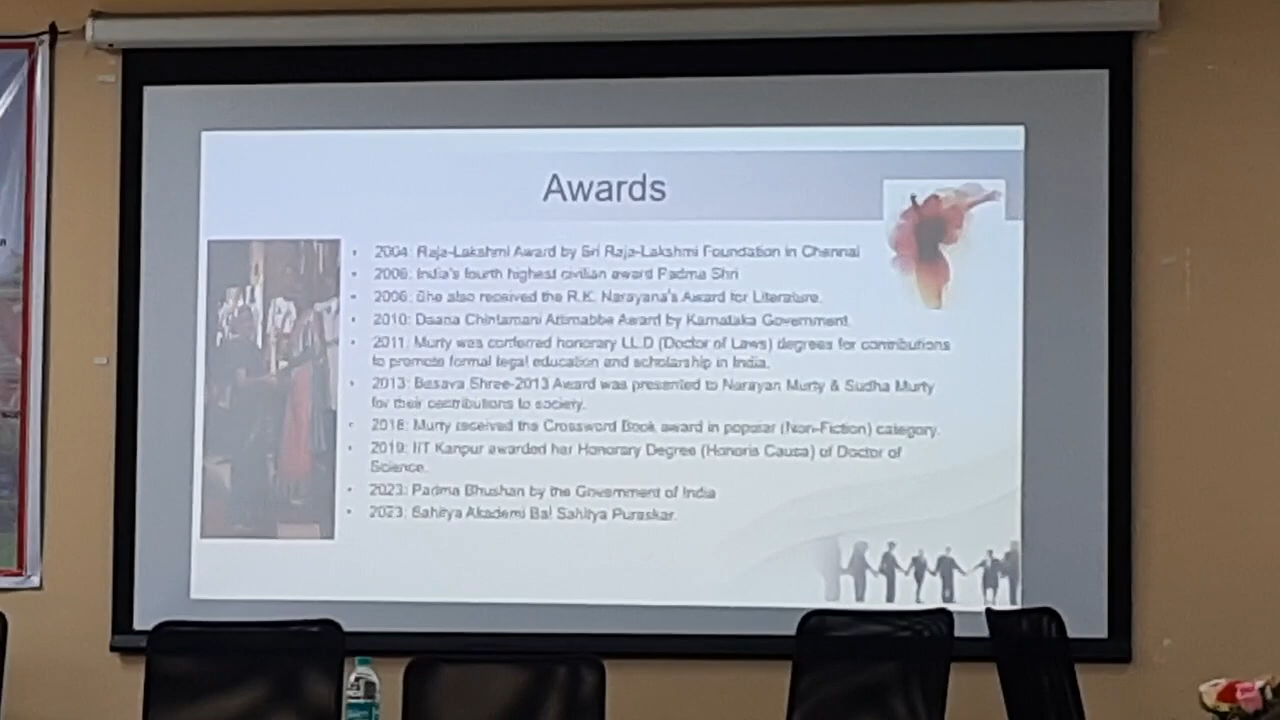 Awards
• 2004: Raja-Lakshmi Award by Sri Raja-Lakshmi Foundation in Chennai
• 2006: India's fourth highest civilian award Padma Shri
• 2006: She also received the R.K. Narayana's Award for Literature.
• 2010: Daana Chintamani Attimabbe Award by Karnataka Government.
• 2011: Murty was conferred honorary LL.D (Doctor of Laws) degrees for contributions
to promote formal legal education and scholarship in India.
• 2013: Basava Shree-2013 Award was presented to Narayan Murty & Sudha Murty
for their contributions to society.
• 2018: Murty received the Crossword Book award in popular (Non-Fiction) category.
• 2019: IIT Kanpur awarded her Honorary Degree (Honoris Causa) of Doctor of
Science.
• 2023: Padma Bhushan by the Government of India
• 2023: Sahitya Akademi Bal Sahitya Puraskar.